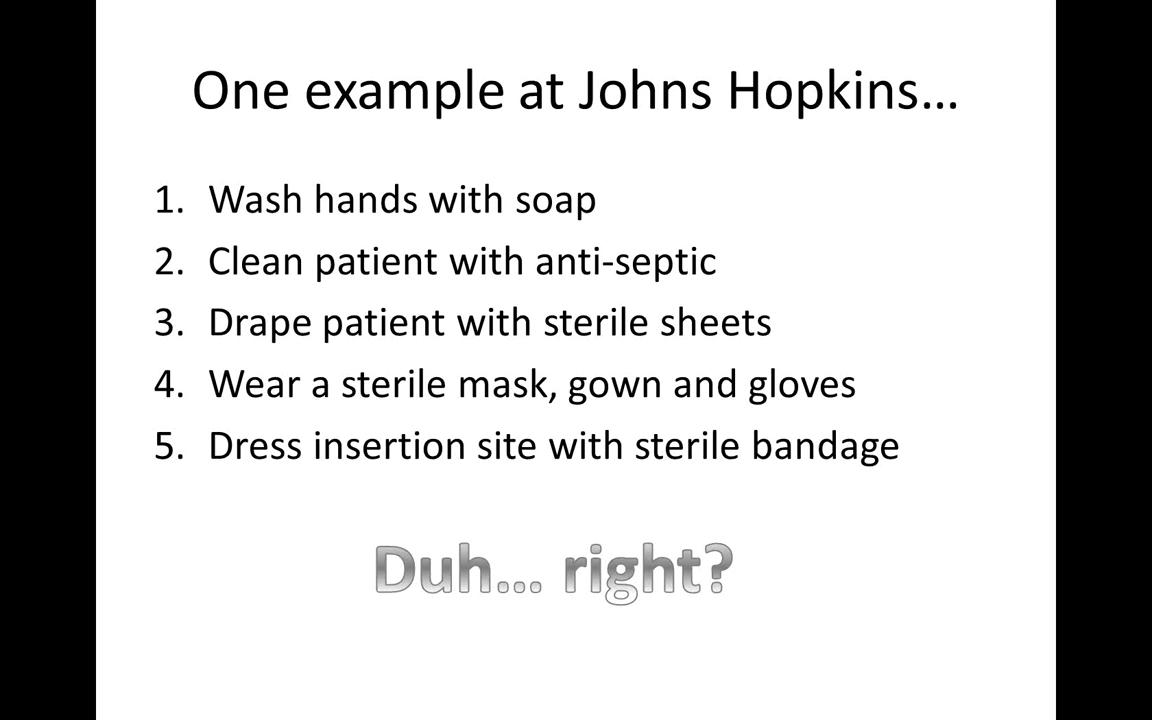 One example at Johns Hopkins…
1. Wash hands with soap
2. Clean patient with anti-septic
3. Drape patient with sterile sheets
4. Wear a sterile mask, gown and gloves
5. Dress insertion site with sterile bandage
Duh… right?